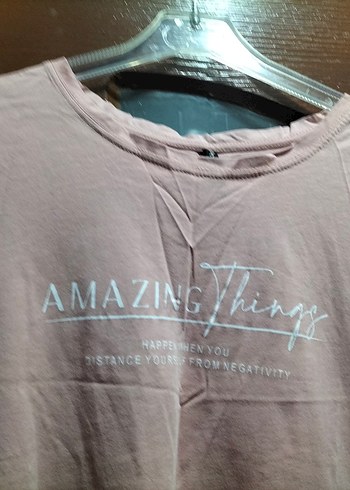 AMAZING Things
HAPPEN WHEN YOU
DISTANCE YOURSELF FROM NEGATIVITY